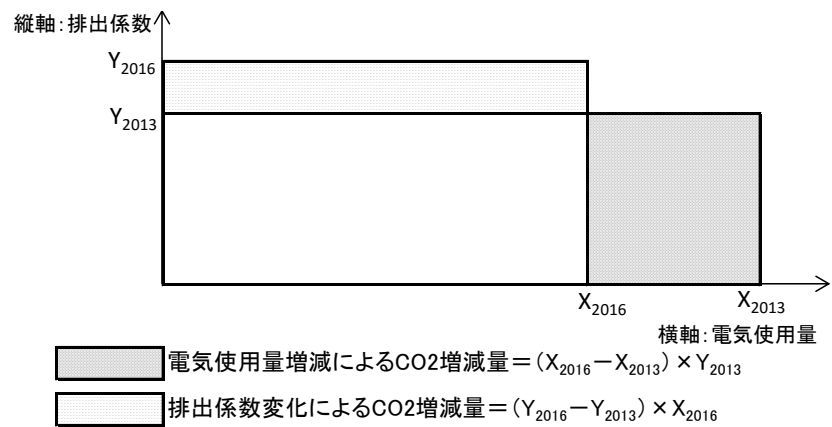 縦軸:排出係数
Y2016
Y2013
X2016
X2013
横軸:電気使用量
電気使用量増減によるCO2増減量=(X2016-X2013)×Y2013
排出係数変化によるCO2増減量=(Y2016-Y2013)×X2016